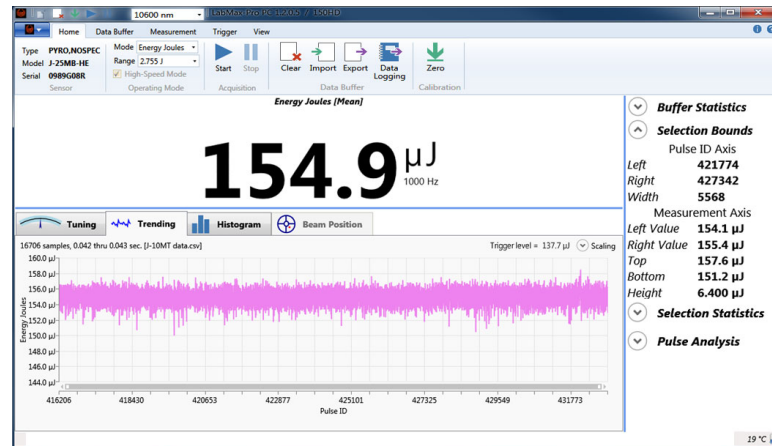 10600 nm
LabMax Pro PC 1.2.0.5 / 150HD
Home Data Buffer Measurement Trigger View
Type PYRO,NOSPEC
Model J-25MB-HE
Serial 0989G08R
Sensor
Mode Energy Joules
Range 2.755 J
High-Speed Mode
Operating Mode
Start Stop
Acquisition
Clear Import Export Data Logging
Data Buffer
Zero
Calibration
Energy Joules [Mean]
154.9 µJ
1000 Hz
Tuning Trending Histogram Beam Position
16706 samples, 0.042 thru 0.043 sec. [J-10MT data.csv]
Trigger level = 137.7 µJ Scaling
160.0 µJ
158.0 µJ
156.0 µJ
154.0 µJ
152.0 µJ
150.0 µJ
148.0 µJ
146.0 µJ
144.0 µJ
Energy Joules
416206 418430 420653 422877 425101 427325 429549 431773
Pulse ID
Buffer Statistics
Selection Bounds
Pulse ID Axis
Left 421774
Right 427342
Width 5568
Measurement Axis
Left Value 154.1 µJ
Right Value 155.4 µJ
Top 157.6 µJ
Bottom 151.2 µJ
Height 6.400 µJ
Selection Statistics
Pulse Analysis
19 °C